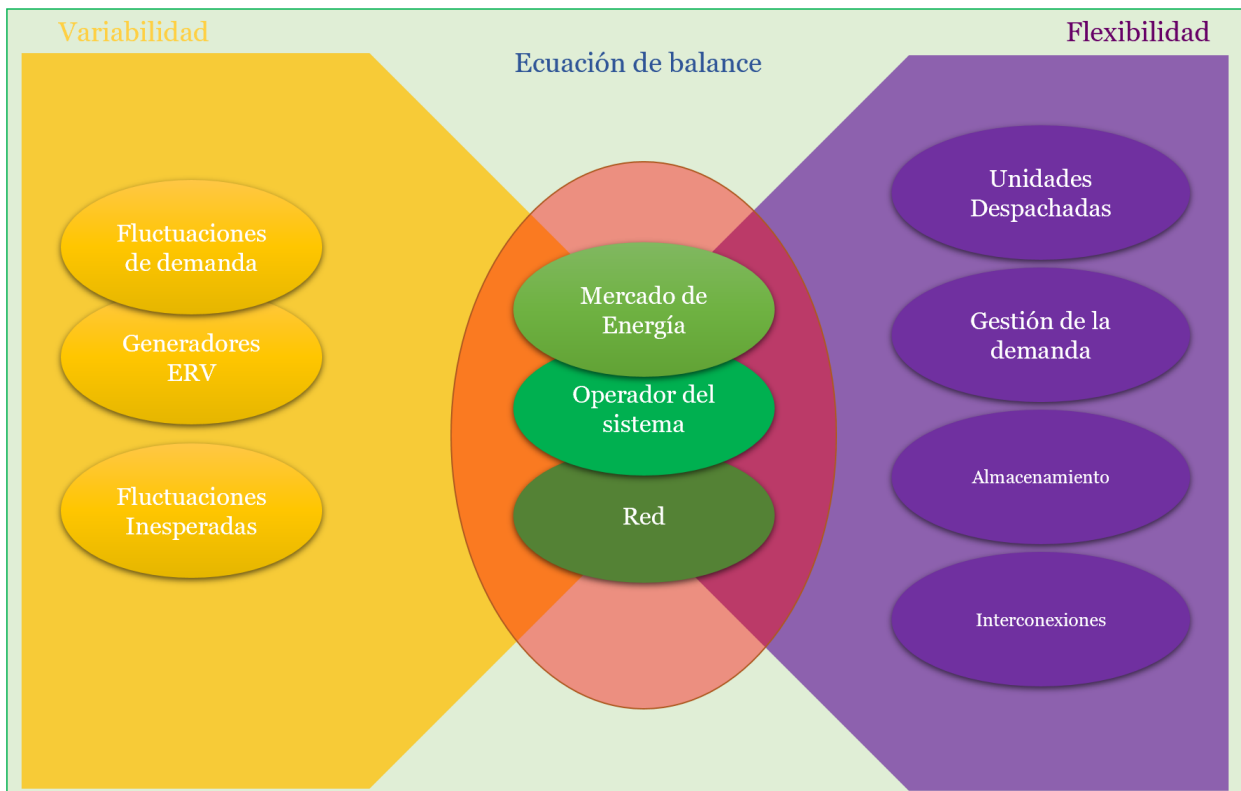 Variabilidad
Ecuación de balance
Flexibilidad
Fluctuaciones
de demanda
Generadores
ERV
Fluctuaciones
Inesperadas
Mercado de
Energía
Operador del
sistema
Red
Unidades
Despachadas
Gestión de la
demanda
Almacenamiento
Interconexiones